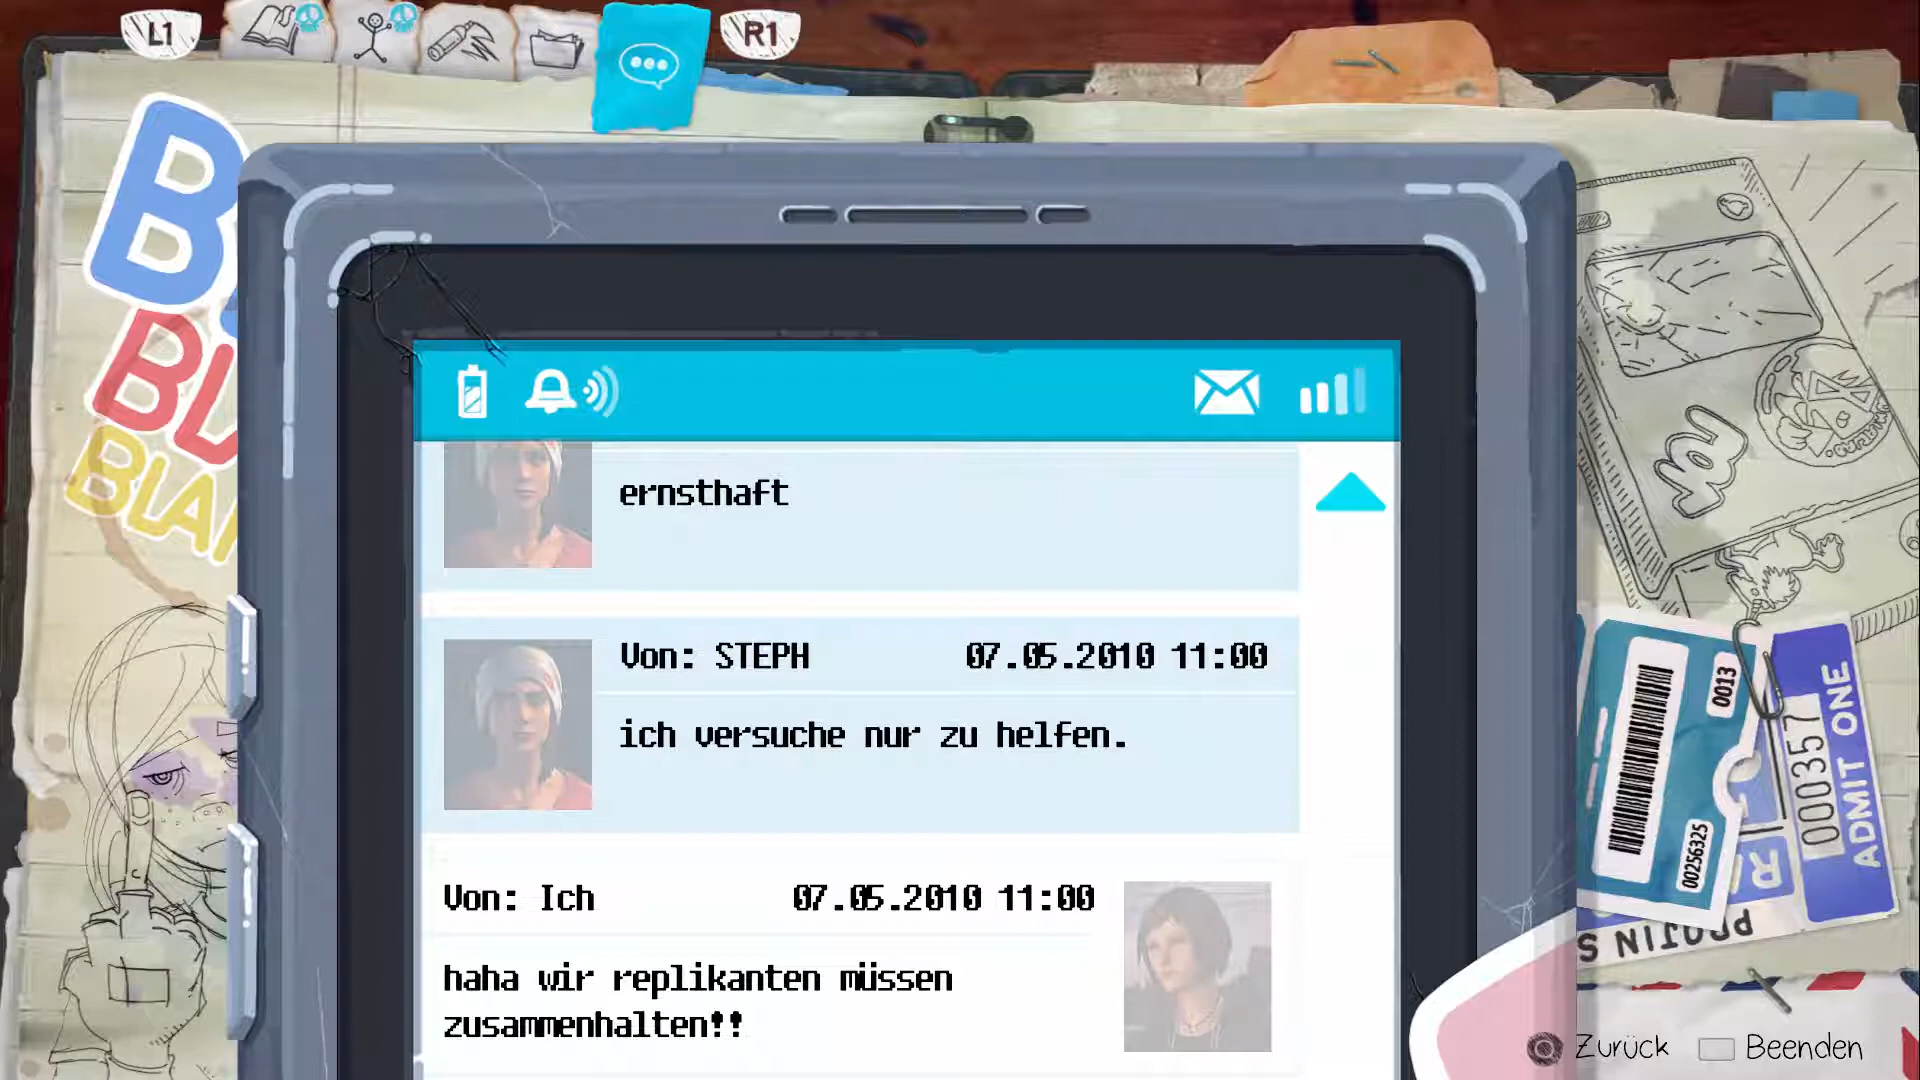 L1
R1
ernsthaft
Von: STEPH 07.05.2010 11:00
ich versuche nur zu helfen.
Von: Ich 07.05.2010 11:00
haha wir replikanten müssen
zusammenhalten!!
0013
00256325
000357
ADMIT ONE
Zurück
Beenden